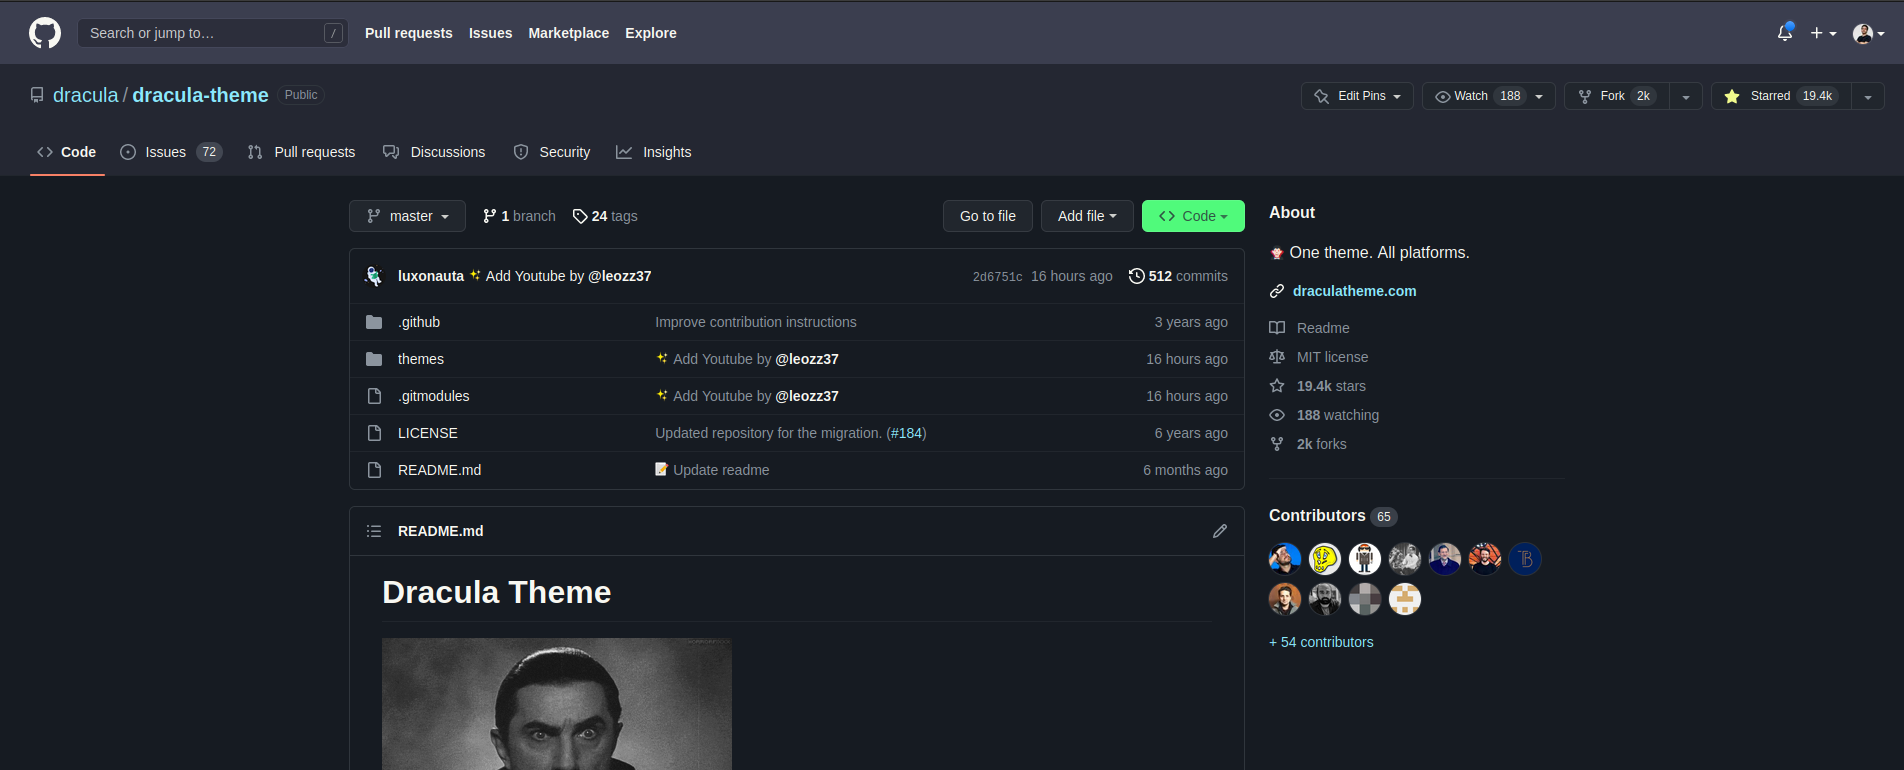 Search or jump to… / Pull requests Issues Marketplace Explore
dracula / dracula-theme Public Edit Pins Watch 188 Fork 2k Starred 19.4k
Code Issues 72 Pull requests Discussions Security Insights
master 1 branch 24 tags Go to file Add file Code
luxonauta ✨ Add Youtube by @leozz37 2d6751c 16 hours ago 512 commits
.github Improve contribution instructions 3 years ago
themes ✨ Add Youtube by @leozz37 16 hours ago
.gitmodules ✨ Add Youtube by @leozz37 16 hours ago
LICENSE Updated repository for the migration. (#184) 6 years ago
README.md 📝 Update readme 6 months ago
README.md
Dracula Theme
About
🧛🏻 One theme. All platforms.
draculatheme.com
Readme
MIT license
19.4k stars
188 watching
2k forks
Contributors 65
+ 54 contributors